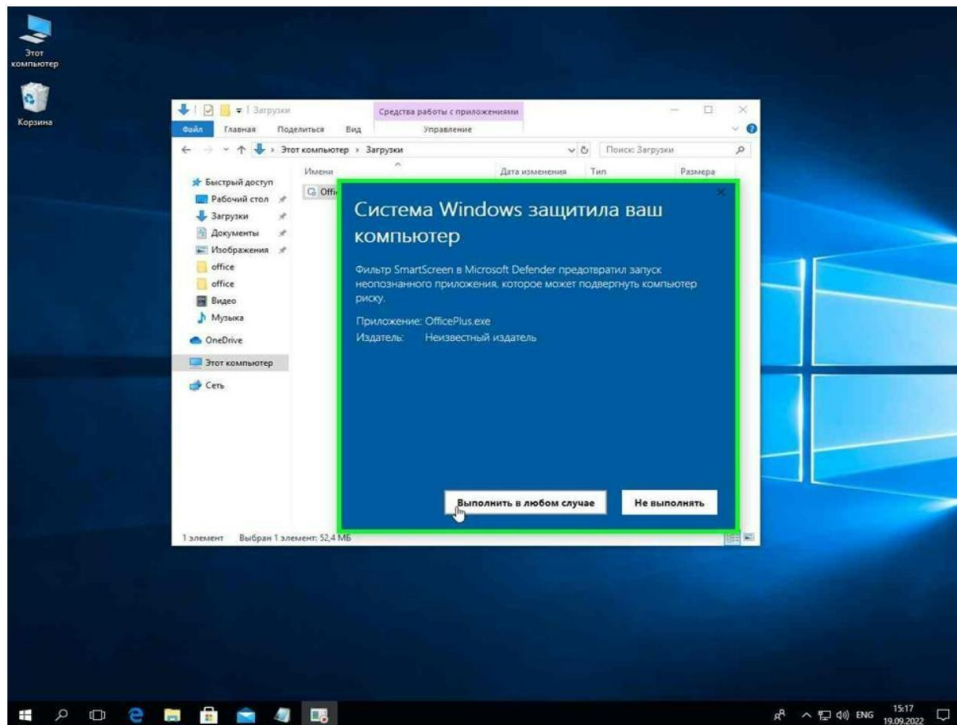 Этот
компьютер
Корзина
Загрузки
Средства работы с приложениями
Файл Главная Поделиться Вид Управление
Этот компьютер › Загрузки
Поиск: Загрузки
Имени Дата изменения Тип Размера
Быстрый доступ
Рабочий стол
Загрузки
Документы
Изображения
office
office
Видео
Музыка
OneDrive
Этот компьютер
Сеть
Offi
Система Windows защитила ваш
компьютер
Фильтр SmartScreen в Microsoft Defender предотвратил запуск
неопознанного приложения, которое может подвергнуть компьютер
риску.
Приложение: OfficePlus.exe
Издатель: Неизвестный издатель
Выполнить в любом случае Не выполнять
1 элемент Выбран 1 элемент: 52,4 МБ
ENG
15:17
19.09.2022